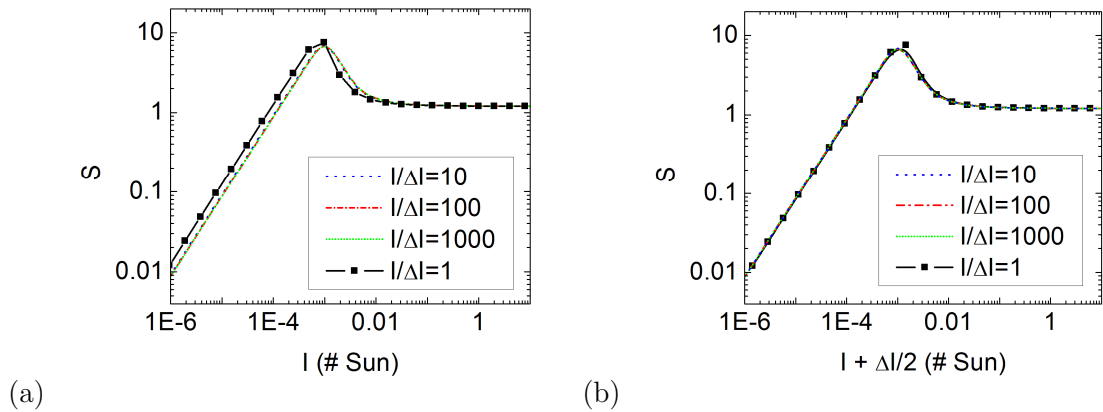 10
1
0.1
0.01
S
I/ΔI=10
I/ΔI=100
I/ΔI=1000
I/ΔI=1
1E-6 1E-4 0.01 1
I (# Sun)
(a)
10
1
0.1
0.01
S
I/ΔI=10
I/ΔI=100
I/ΔI=1000
I/ΔI=1
1E-6 1E-4 0.01 1
I + ΔI/2 (# Sun)
(b)